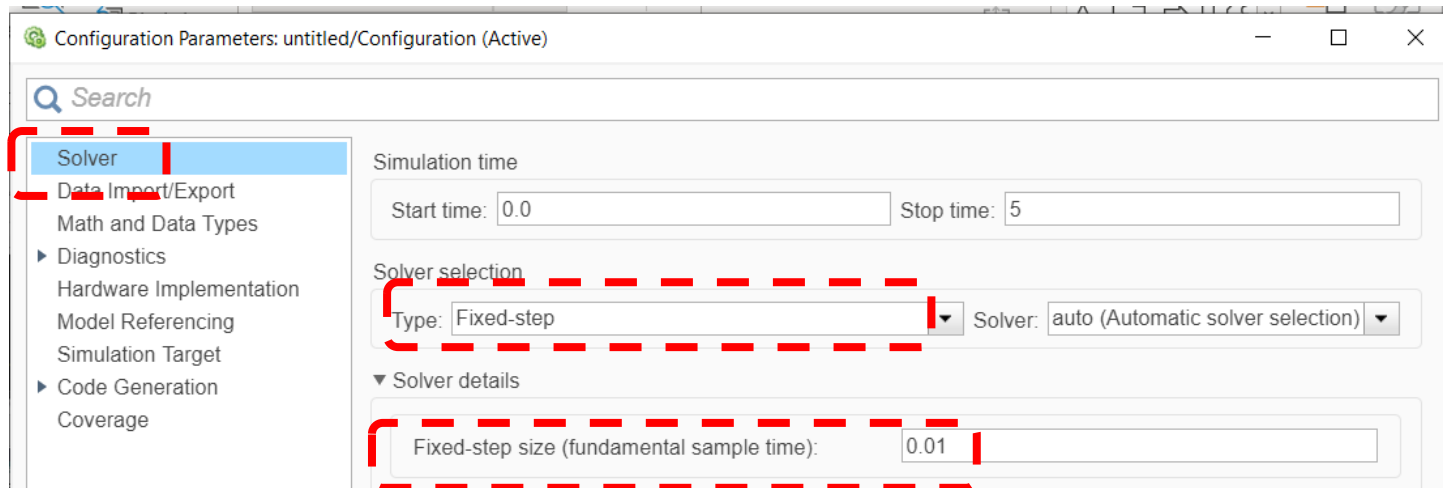 Configuration Parameters: untitled/Configuration (Active)
Search
Solver
Data Import/Export
Math and Data Types
Diagnostics
Hardware Implementation
Model Referencing
Simulation Target
Code Generation
Coverage
Simulation time
Start time: 0.0 Stop time: 5
Solver selection
Type: Fixed-step Solver: auto (Automatic solver selection)
Solver details
Fixed-step size (fundamental sample time): 0.01